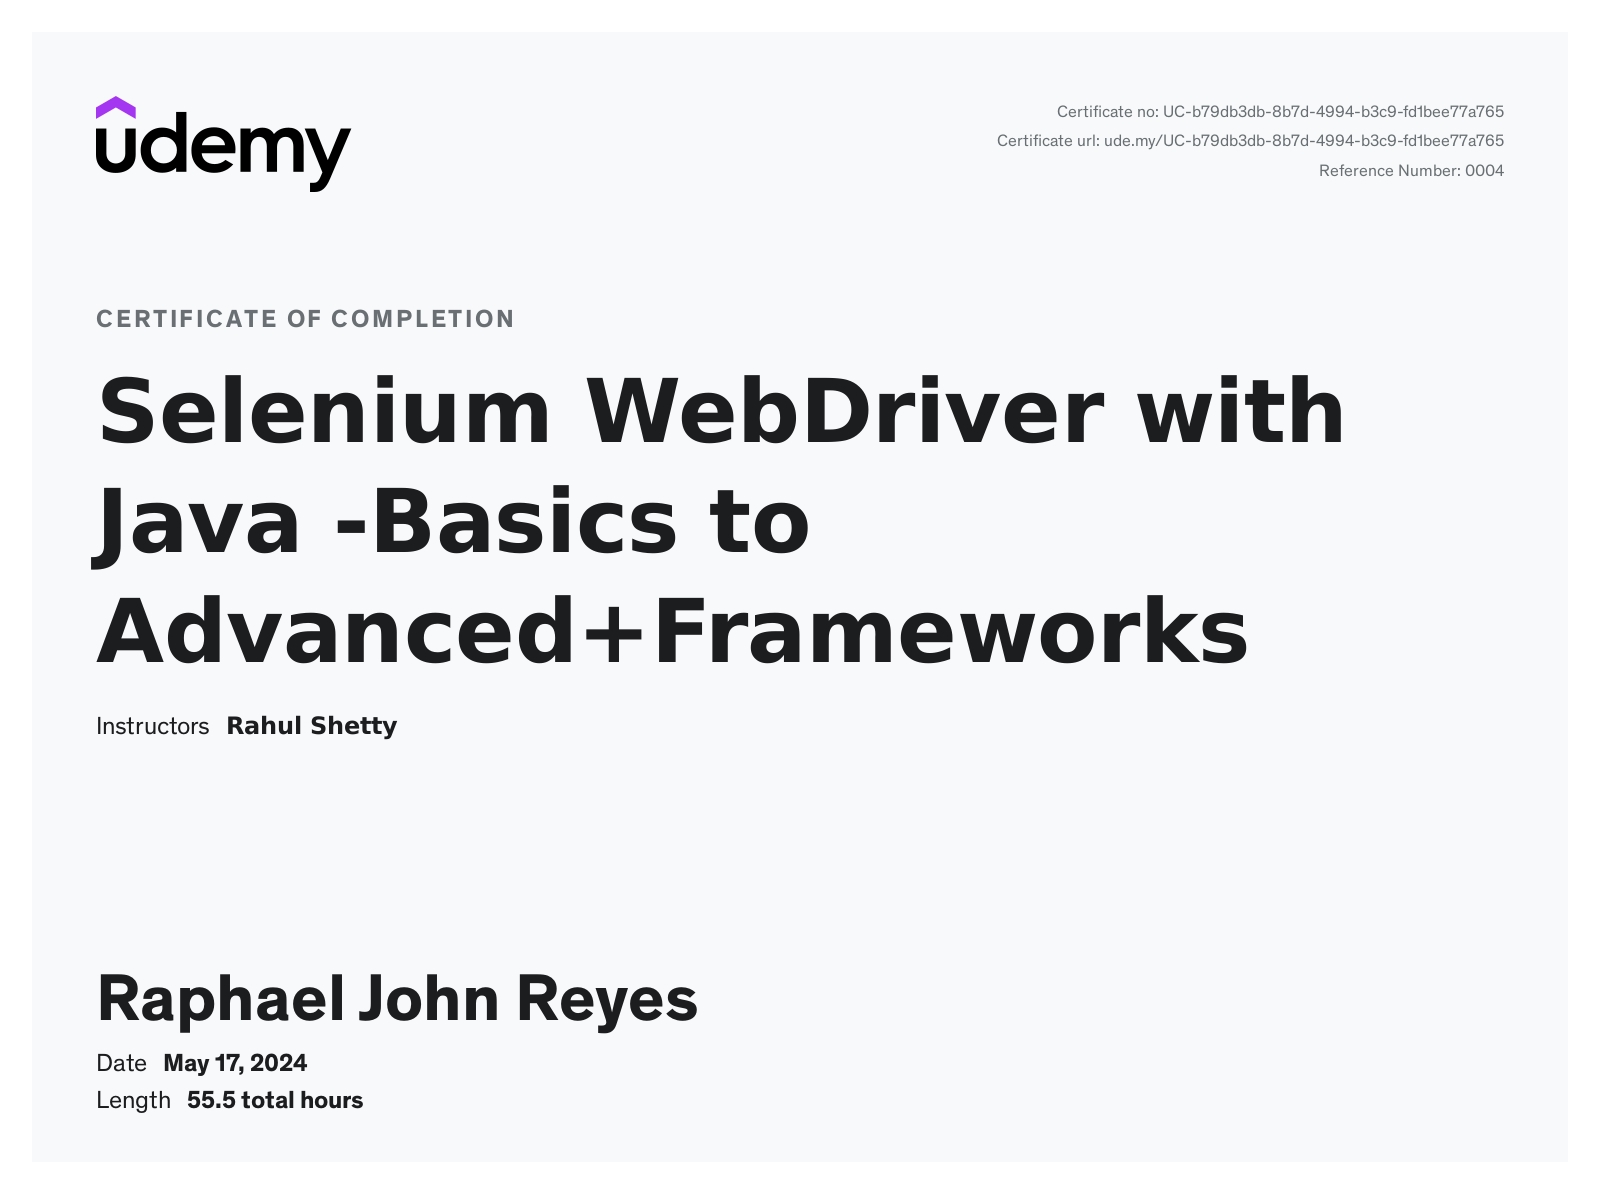 udemy
Certificate no: UC-b79db3db-8b7d-4994-b3c9-fd1bee77a765
Certificate url: ude.my/UC-b79db3db-8b7d-4994-b3c9-fd1bee77a765
Reference Number: 0004
CERTIFICATE OF COMPLETION
Selenium WebDriver with
Java -Basics to
Advanced+Frameworks
Instructors Rahul Shetty
Raphael John Reyes
Date May 17, 2024
Length 55.5 total hours